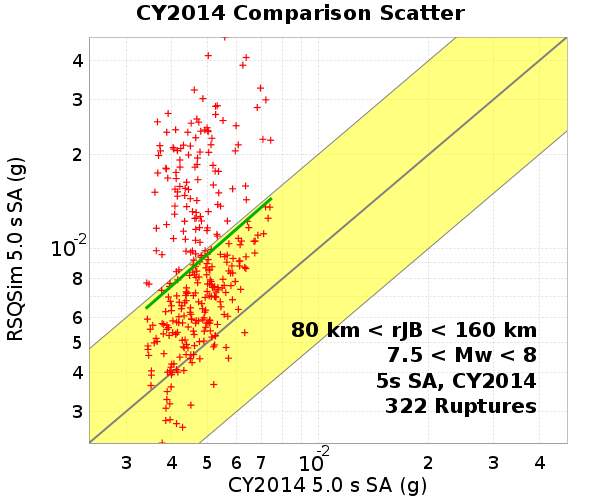 CY2014 Comparison Scatter
RSQSim 5.0 s SA (g)
4
3
2
10-2
8
6
5
4
3
80 km < rJB < 160 km
7.5 < Mw < 8
5s SA, CY2014
322 Ruptures
3 4 5 6 7 10-2 2 3 4
CY2014 5.0 s SA (g)